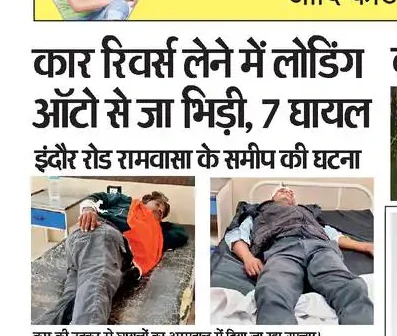 कार रिवर्स लेने में लोडिंग
ऑटो से जा भिड़ी, 7 घायल
इंदौर रोड रामवासा के समीप की घटना